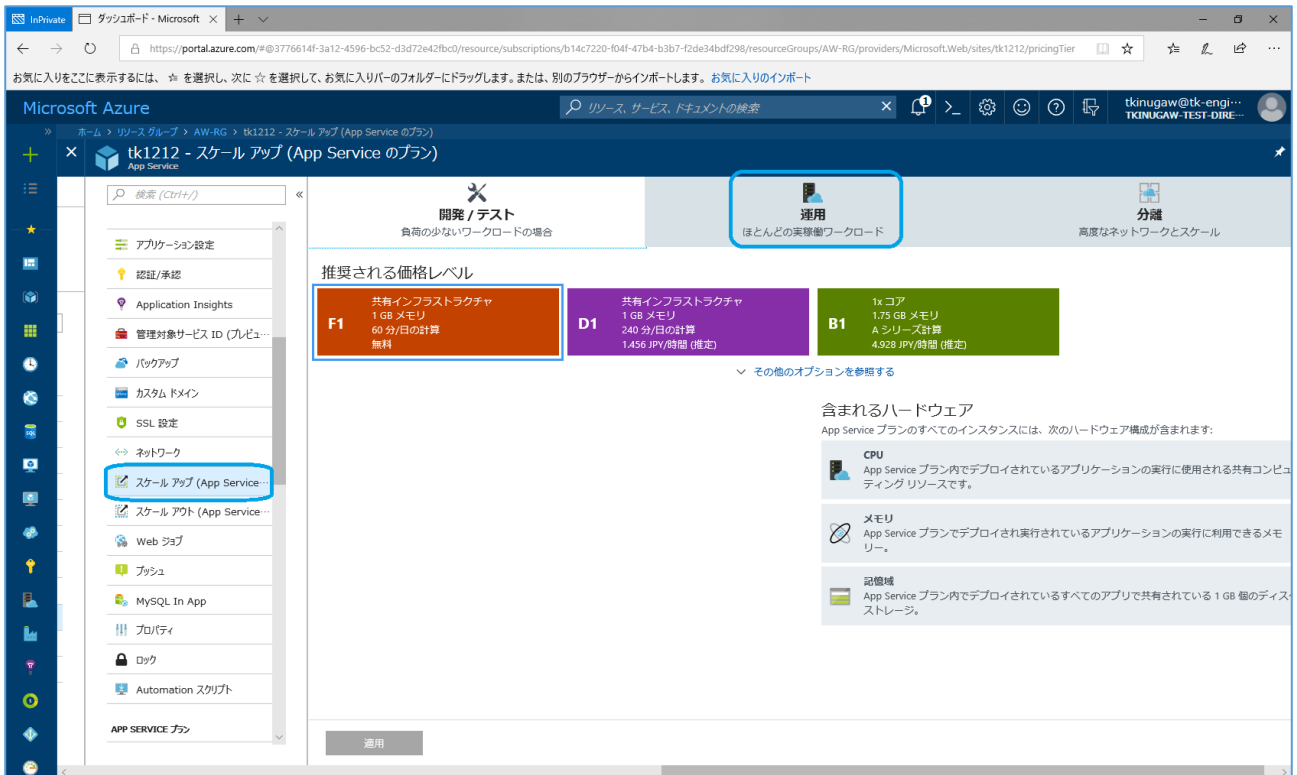 InPrivate ダッシュボード - Microsoft
https://portal.azure.com/#@3776614f-3a12-4596-bc52-d3d72e42fbc0/resource/subscriptions/b14c7220-f04f-47b4-b3b7-f2de34bdf298/resourceGroups/AW-RG/providers/Microsoft.Web/sites/tk1212/pricingTier
お気に入りをここに表示するには、 を選択し、次に ☆ を選択して、お気に入りバーのフォルダーにドラッグします。または、別のブラウザーからインポートします。 お気に入りのインポート
Microsoft Azure
リソース、サービス、ドキュメントの検索
1
tkinugaw@tk-engi…
TKINUGAW-TEST-DIRE…
ホーム > リソース グループ > AW-RG > tk1212 - スケール アップ (App Service のプラン)
tk1212 - スケール アップ (App Service のプラン)
App Service
検索 (Ctrl+/)
アプリケーション設定
認証/承認
Application Insights
管理対象サービス ID (プレビュ…
バックアップ
カスタム ドメイン
SSL 設定
ネットワーク
スケール アップ (App Service…
スケール アウト (App Service…
Web ジョブ
プッシュ
MySQL In App
プロパティ
ロック
Automation スクリプト
APP SERVICE プラン
開発 / テスト
負荷の少ないワークロードの場合
運用
ほとんどの実稼働ワークロード
分離
高度なネットワークとスケール
推奨される価格レベル
F1
共有インフラストラクチャ
1 GB メモリ
60 分/日の計算
無料
D1
共有インフラストラクチャ
1 GB メモリ
240 分/日の計算
1.456 JPY/時間 (推定)
B1
1x コア
1.75 GB メモリ
A シリーズ計算
4.928 JPY/時間 (推定)
その他のオプションを参照する
含まれるハードウェア
App Service プランのすべてのインスタンスには、次のハードウェア構成が含まれます:
CPU
App Service プラン内でデプロイされているアプリケーションの実行に使用される共有コンピュ
ーティング リソースです。
メモリ
App Service プランでデプロイされ実行されているアプリケーションの実行に利用できるメモ
リー。
記憶域
App Service プラン内でデプロイされているすべてのアプリで共有されている 1 GB 個のディス
ストレージ。
適用